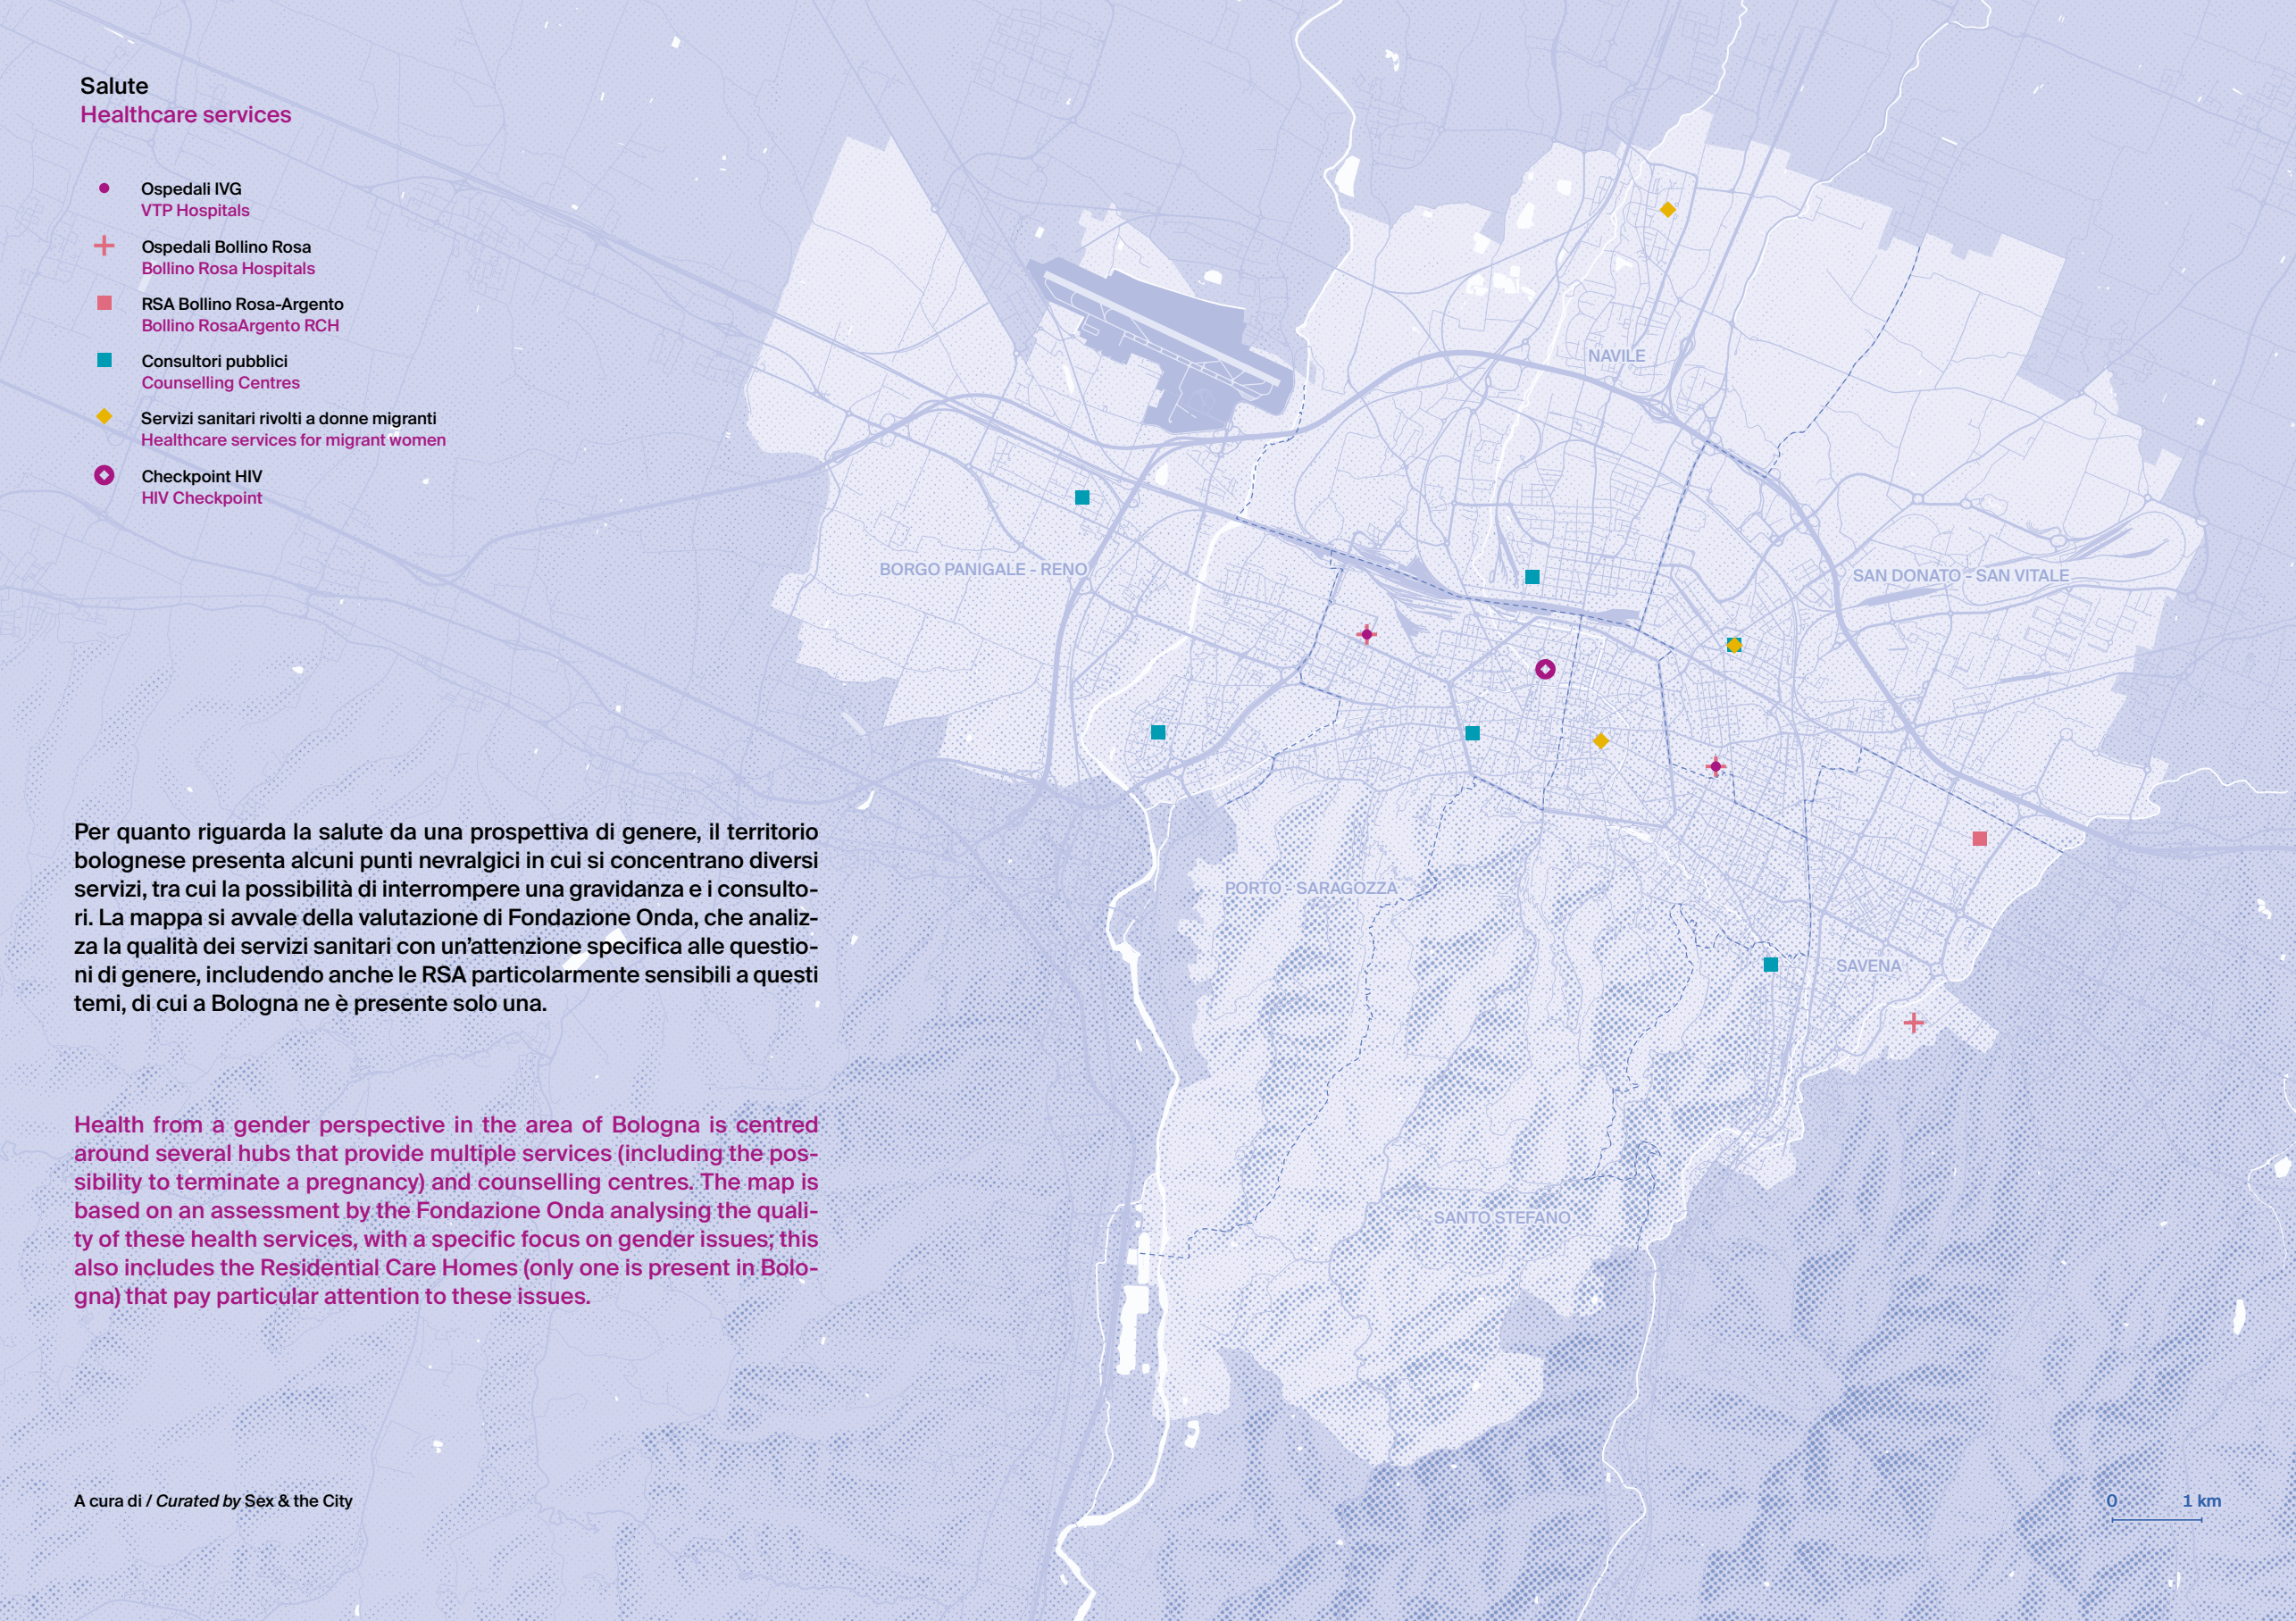 Salute
Healthcare services
Ospedali IVG
VTP Hospitals
Ospedali Bollino Rosa
Bollino Rosa Hospitals
RSA Bollino Rosa-Argento
Bollino RosaArgento RCH
Consultori pubblici
Counselling Centres
Servizi sanitari rivolti a donne migranti
Healthcare services for migrant women
Checkpoint HIV
HIV Checkpoint
NAVILE
BORGO PANIGALE - RENO
SAN DONATO - SAN VITALE
PORTO - SARAGOZZA
SAVENA
SANTO STEFANO
Per quanto riguarda la salute da una prospettiva di genere, il territorio
bolognese presenta alcuni punti nevralgici in cui si concentrano diversi
servizi, tra cui la possibilità di interrompere una gravidanza e i consulto-
ri. La mappa si avvale della valutazione di Fondazione Onda, che analiz-
za la qualità dei servizi sanitari con un’attenzione specifica alle questio-
ni di genere, includendo anche le RSA particolarmente sensibili a questi
temi, di cui a Bologna ne è presente solo una.
Health from a gender perspective in the area of Bologna is centred
around several hubs that provide multiple services (including the pos-
sibility to terminate a pregnancy) and counselling centres. The map is
based on an assessment by the Fondazione Onda analysing the quali-
ty of these health services, with a specific focus on gender issues; this
also includes the Residential Care Homes (only one is present in Bolo-
gna) that pay particular attention to these issues.
A cura di / Curated by Sex & the City
0 1 km